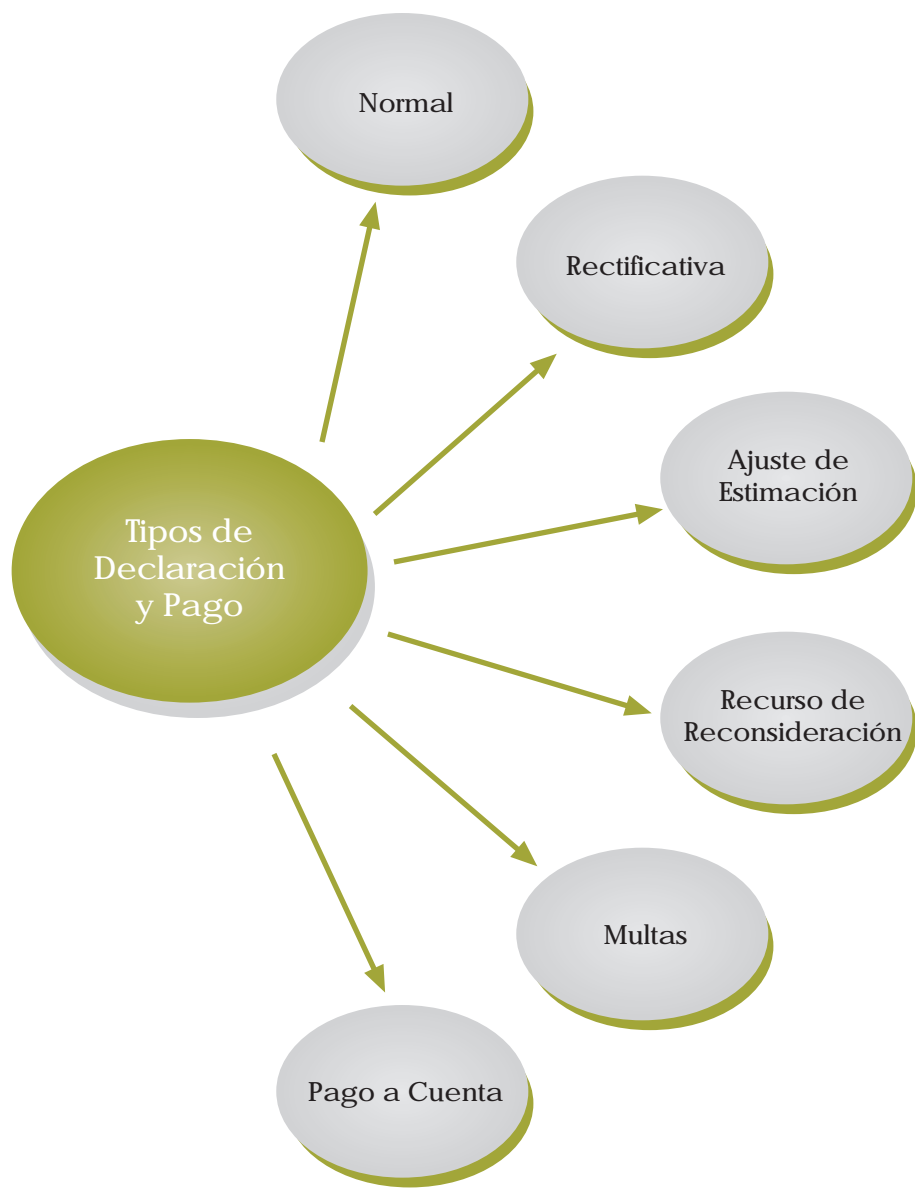 Normal
Rectificativa
Ajuste de
Estimación
Tipos de
Declaración
y Pago
Recurso de
Reconsideración
Multas
Pago a Cuenta